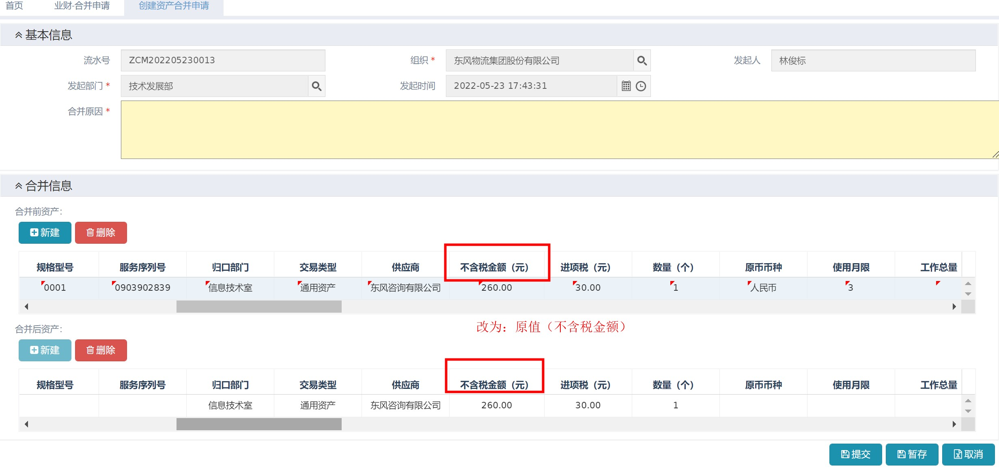 首页 业财-合并申请 创建资产合并申请
基本信息
流水号 ZCM202205230013 组织 * 东风物流集团股份有限公司 发起人 林俊标
发起部门 * 技术发展部 发起时间 2022-05-23 17:43:31
合并原因 *
合并信息
合并前资产:
新建 删除
规格型号 服务序列号 归口部门 交易类型 供应商 不含税金额（元） 进项税（元） 数量（个） 原币币种 使用月限 工作总量
0001 0903902839 信息技术室 通用资产 东风咨询有限公司 260.00 30.00 1 人民币 3
改为：原值（不含税金额）
合并后资产:
新建 删除
规格型号 服务序列号 归口部门 交易类型 供应商 不含税金额（元） 进项税（元） 数量（个） 原币币种 使用月限 工作总量
信息技术室 通用资产 东风咨询有限公司 260.00 30.00 1
提交 暂存 取消